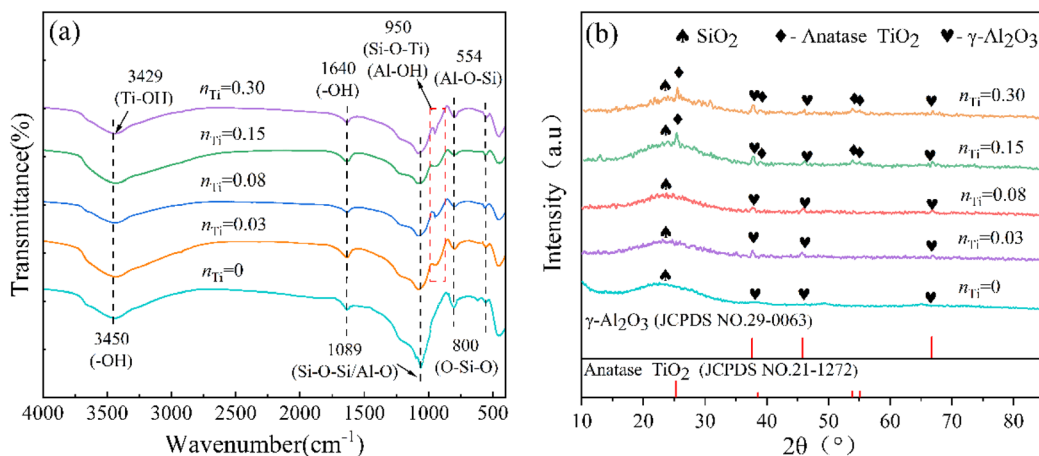 (a)
950
(Si-O-Ti)
(Al-OH)
554
(Al-O-Si)
1640
(-OH)
3429
(Ti-OH)
nTi=0.30
nTi=0.15
nTi=0.08
nTi=0.03
nTi=0
3450
(-OH)
1089
(Si-O-Si/Al-O)
800
(O-Si-O)
Transmittance(%)
4000 3500 3000 2500 2000 1500 1000 500
Wavenumber(cm⁻¹)
(b)
♠ SiO₂ ♦- Anatase TiO₂ ♥- γ-Al₂O₃
nTi=0.30
nTi=0.15
nTi=0.08
nTi=0.03
nTi=0
γ-Al₂O₃ (JCPDS NO.29-0063)
Anatase TiO₂ (JCPDS NO.21-1272)
Intensity (a.u)
10 20 30 40 50 60 70 80
2θ (°)